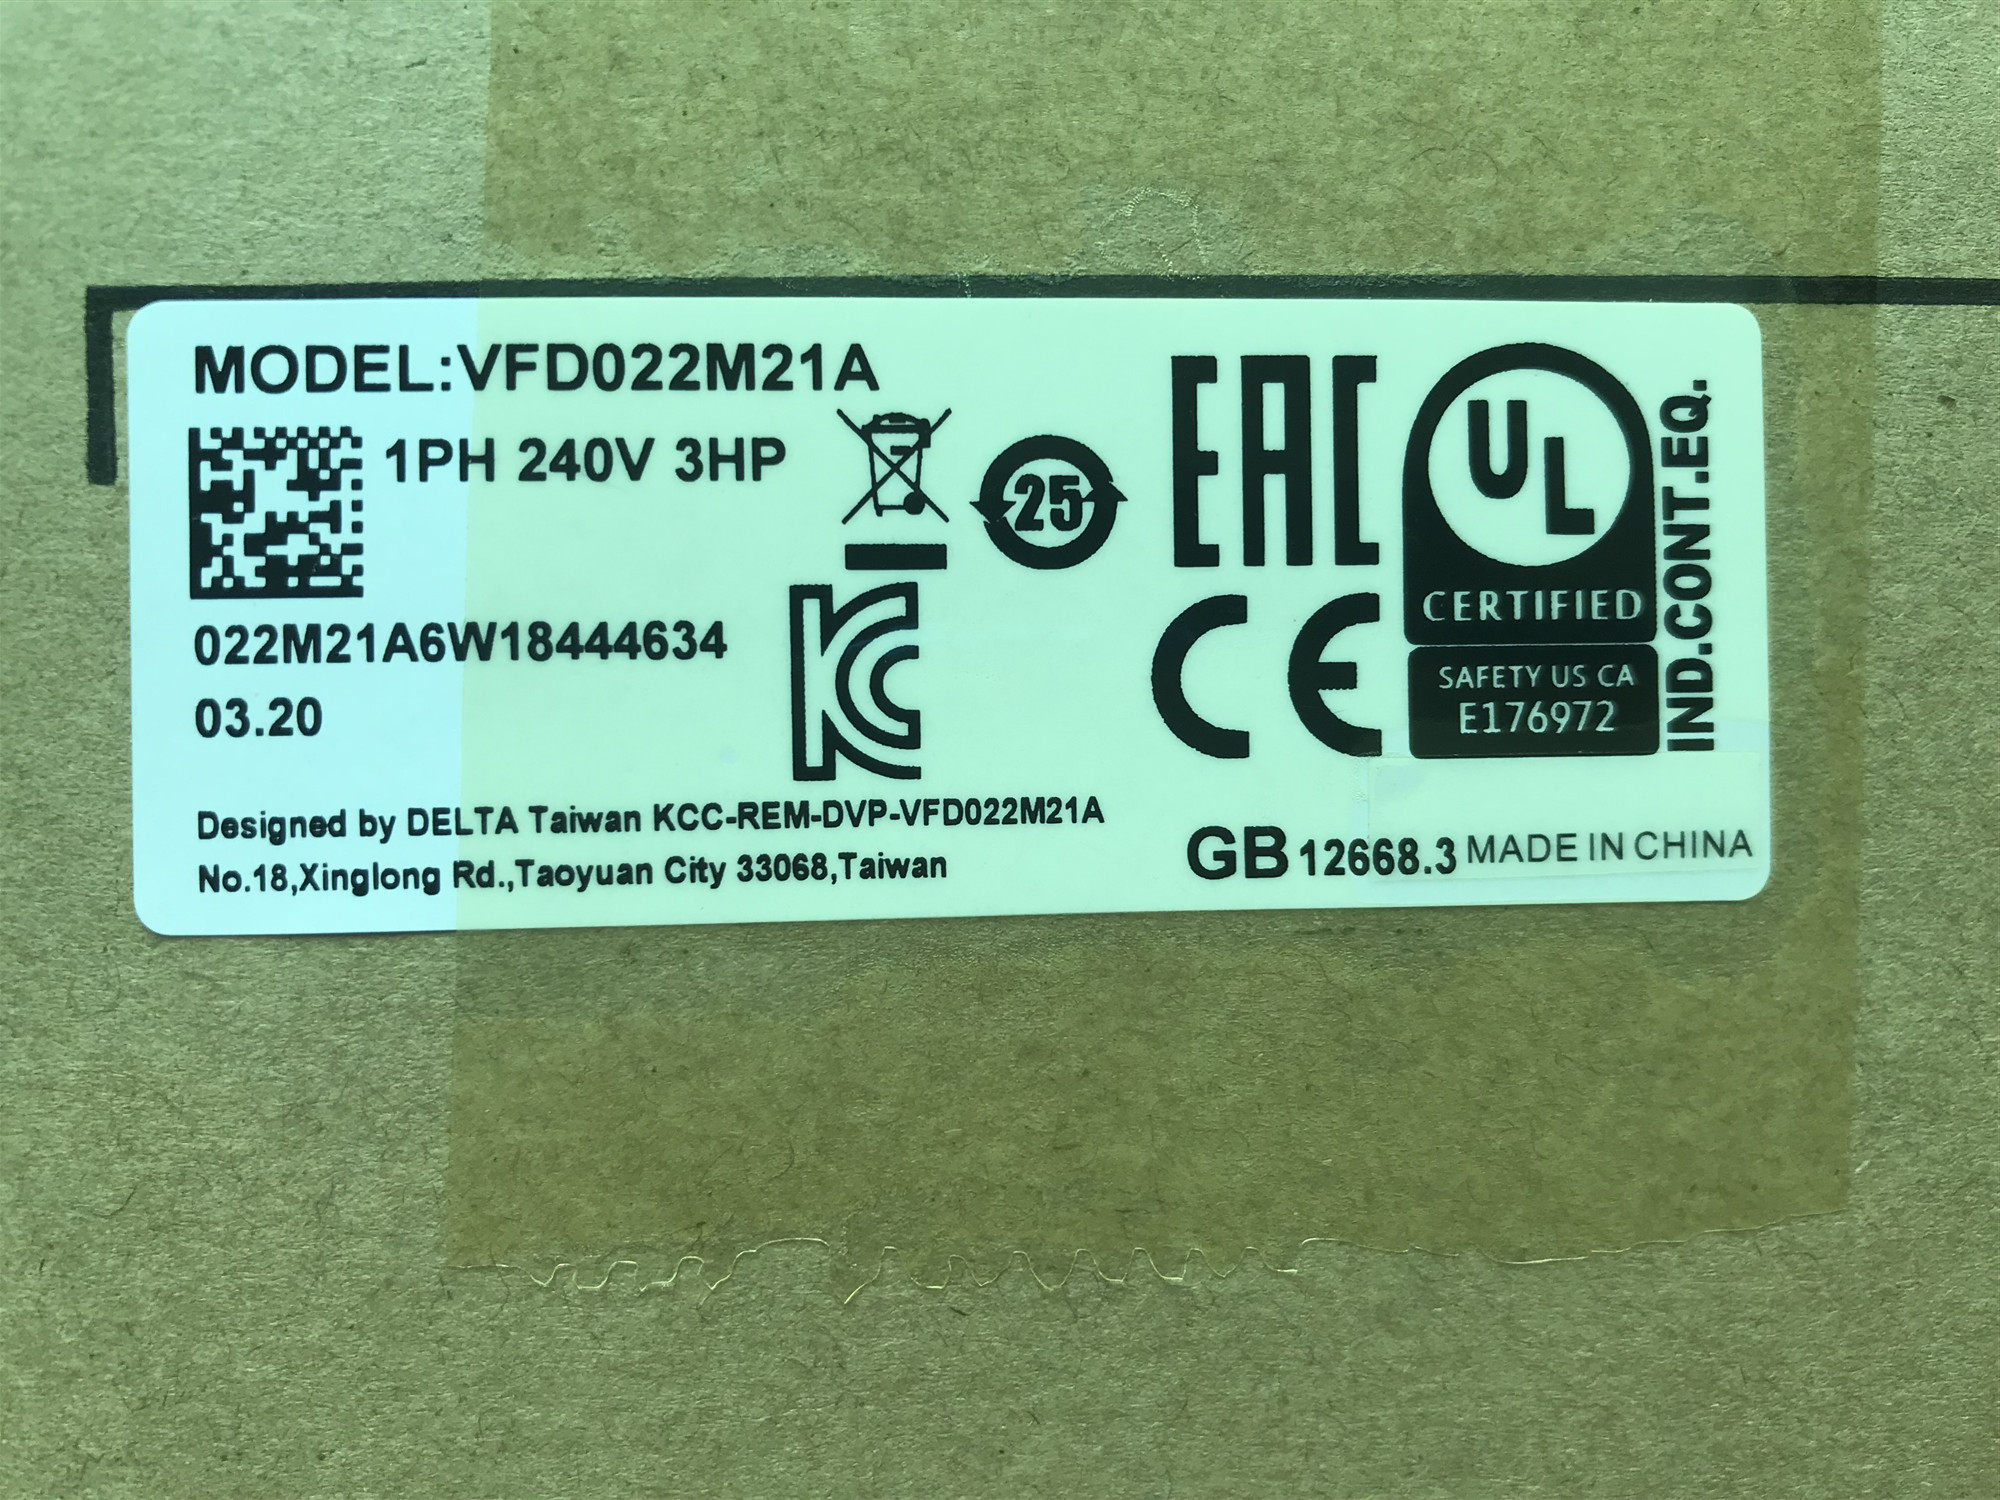 MODEL:VFD022M21A
1PH 240V 3HP
25
EAC
UL
CERTIFIED
SAFETY US CA
E176972
IND.CONT.EQ.
022M21A6W18444634
03.20
KC
CE
Designed by DELTA Taiwan KCC-REM-DVP-VFD022M21A
No.18,Xinglong Rd.,Taoyuan City 33068,Taiwan
GB 12668.3 MADE IN CHINA